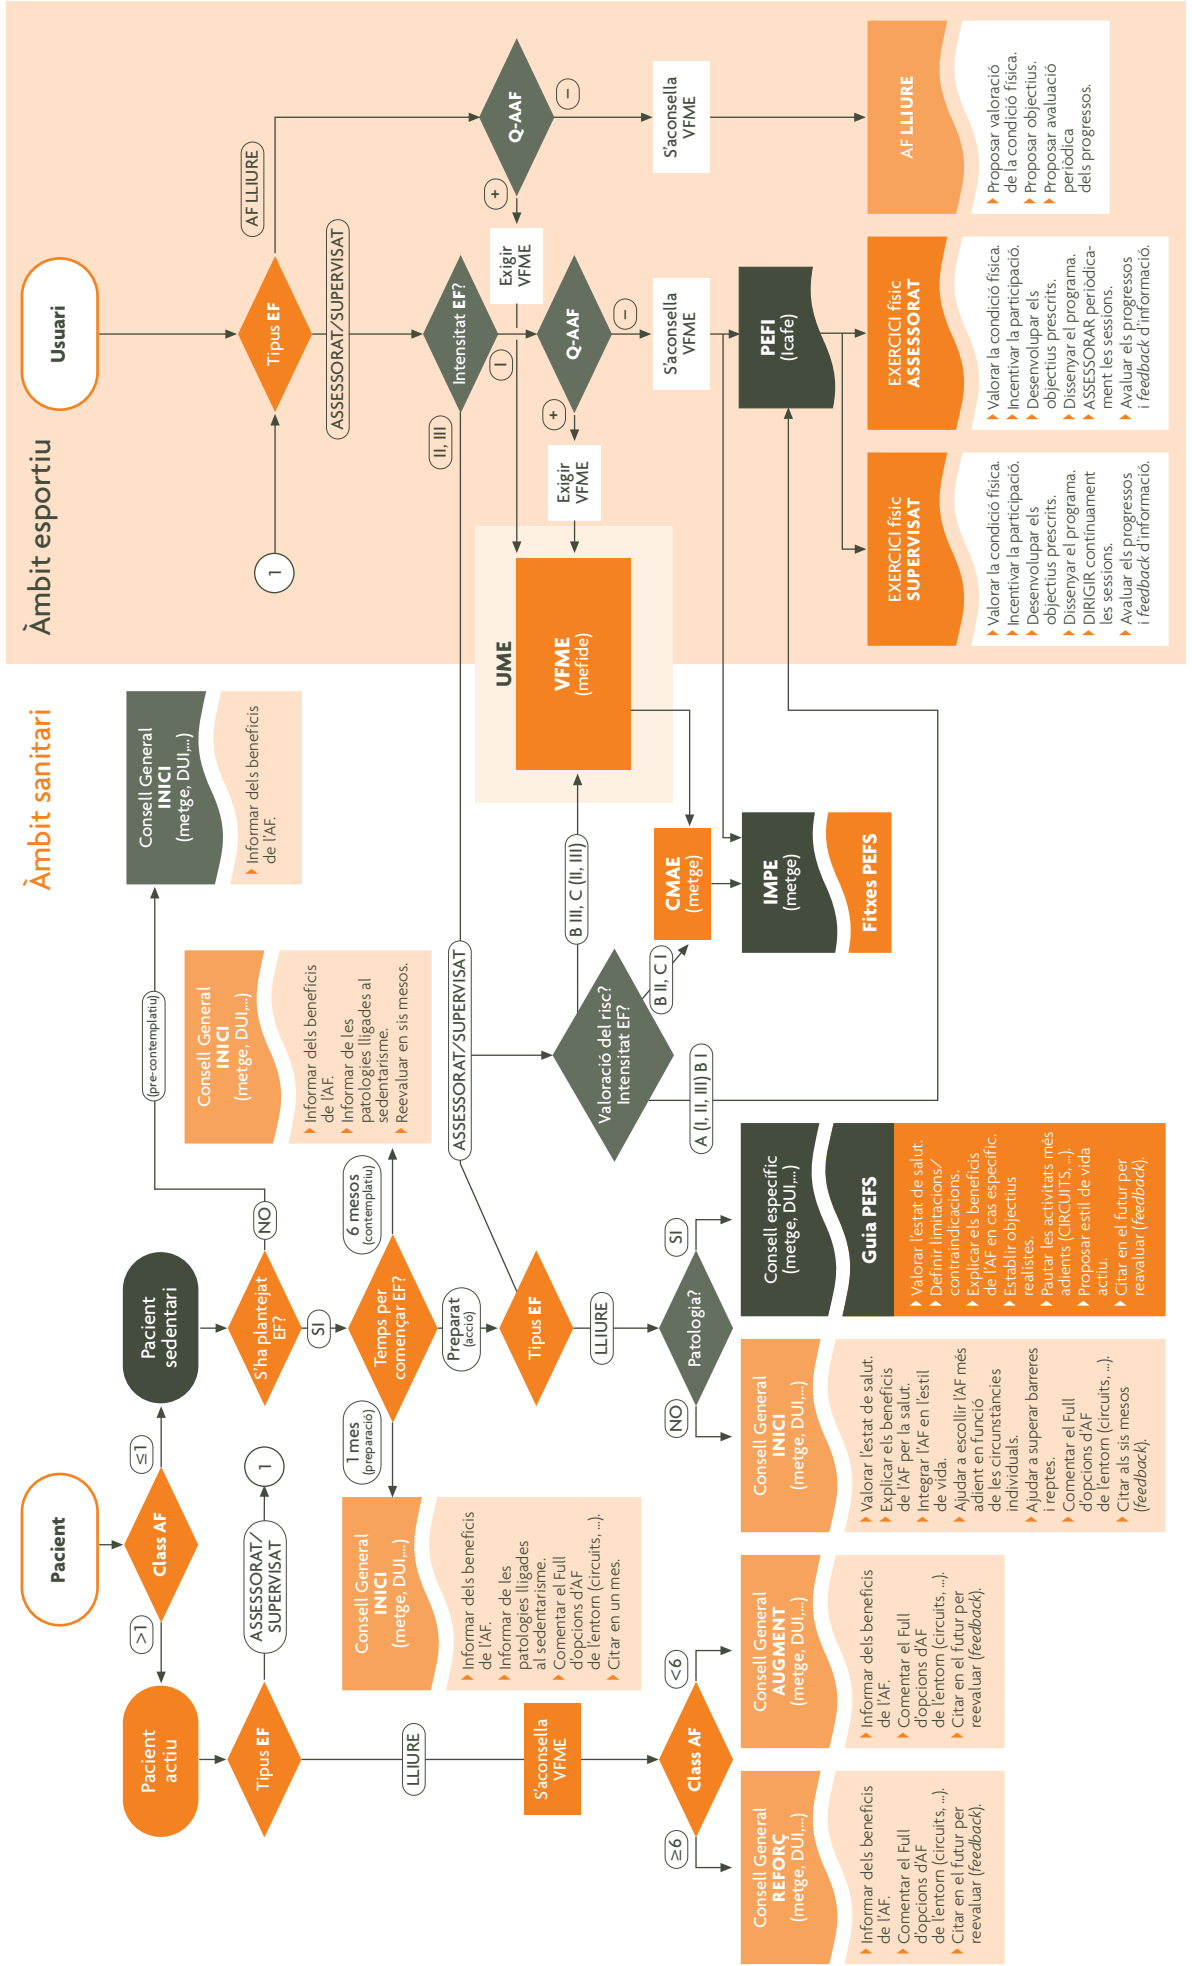 Àmbit sanitari
Àmbit esportiu
Pacient
Class AF
>1
≤1
Pacient
actiu
Tipus EF
ASSESSORAT/
SUPERVISAT
1
LLIURE
S'aconsella
VFME
Class AF
≥6
<6
Consell General
REFORÇ
(metge, DUI,...)
Informar dels beneficis
de l'AF.
Comentar el Full
d'opcions d'AF
de l'entorn (circuits, ...).
Citar en el futur per
reevaluar (feedback).
Consell General
AUGMENT
(metge, DUI,...)
Informar dels beneficis
de l'AF.
Comentar el Full
d'opcions d'AF
de l'entorn (circuits, ...).
Citar en el futur per
reevaluar (feedback).
Pacient
sedentari
S'ha plantejat
EF?
NO
(pre-contemplatiu)
Consell General
INICI
(metge, DUI,...)
Informar dels beneficis
de l'AF.
SI
Temps per
començar EF?
1 mes
(preparació)
Consell General
INICI
(metge, DUI,...)
Informar dels beneficis
de l'AF.
Informar de les
patologies lligades
al sedentarisme.
Comentar el Full
d'opcions d'AF
de l'entorn (circuits, ...).
Citar en un mes.
6 mesos
(contemplatiu)
Consell General
INICI
(metge, DUI,...)
Informar dels beneficis
de l'AF.
Informar de les
patologies lligades al
sedentarisme.
Reevaluar en sis mesos.
Preparat
(acció)
Tipus EF
LLIURE
Patologia?
NO
SI
Consell General
INICI
(metge, DUI,...)
Valorar l'estat de salut.
Explicar els beneficis
de l'AF per la salut.
Integrar l'AF en l'estil
de vida.
Ajudar a escollir l'AF més
adient en funció
de les circunstàncies
individuals.
Ajudar a superar barreres
i reptes.
Comentar el Full
d'opcions d'AF
de l'entorn (circuits, ...).
Citar als sis mesos
(feedback).
Consell específic
(metge, DUI,...)
Guia PEFS
Valorar l'estat de salut.
Definir limitacions/
contraindicacions.
Explicar els beneficis
de l'AF en cas específic.
Establir objectius
realistes.
Pautar les activitats més
adients (CIRCUITS, ...).
Proposar estil de vida
actiu.
Citar en el futur per
reavaluar (feedback).
ASSESSORAT/SUPERVISAT
Valoració del risc?
Intensitat EF?
A (I, II, III) B I
B II, C I
B III, C (II, III)
CMAE
(metge)
IMPE
(metge)
Fitxes PEFS
UME
VFME
(mefide)
Usuari
1
Tipus EF
AF LLIURE
ASSESSORAT/SUPERVISAT
Intensitat EF?
II, III
I
Q-AAF
+
Exigir
VFME
−
S'aconsella
VFME
Q-AAF
+
Exigir
VFME
−
S'aconsella
VFME
PEFI
(Icafe)
EXERCICI físic
SUPERVISAT
Valorar la condició física.
Incentivar la participació.
Desenvolupar els
objectius prescrits.
Dissenyar el programa.
DIRIGIR contínuament
les sessions.
Avaluar els progressos
i feedback d'informació.
EXERCICI físic
ASSESSORAT
Valorar la condició física.
Incentivar la participació.
Desenvolupar els
objectius prescrits.
Dissenyar el programa.
ASSESSORAR periòdica-
ment les sessions.
Avaluar els progressos
i feedback d'informació.
AF LLIURE
Proposar valoració
de la condició física.
Proposar objectius.
Proposar avaluació
periòdica
dels progressos.